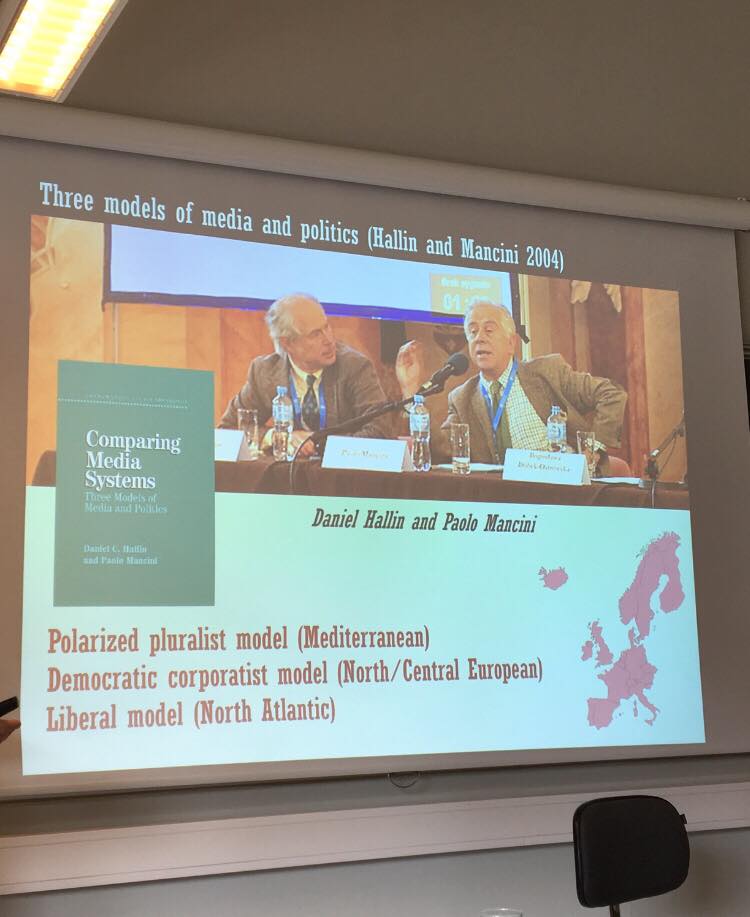 Three models of media and politics (Hallin and Mancini 2004)
01:
Comparing
Media
Systems
Three Models of
Media and Politics
Daniel C. Hallin
and Paolo Mancini
Daniel Hallin and Paolo Mancini
Polarized pluralist model (Mediterranean)
Democratic corporatist model (North/Central European)
Liberal model (North Atlantic)